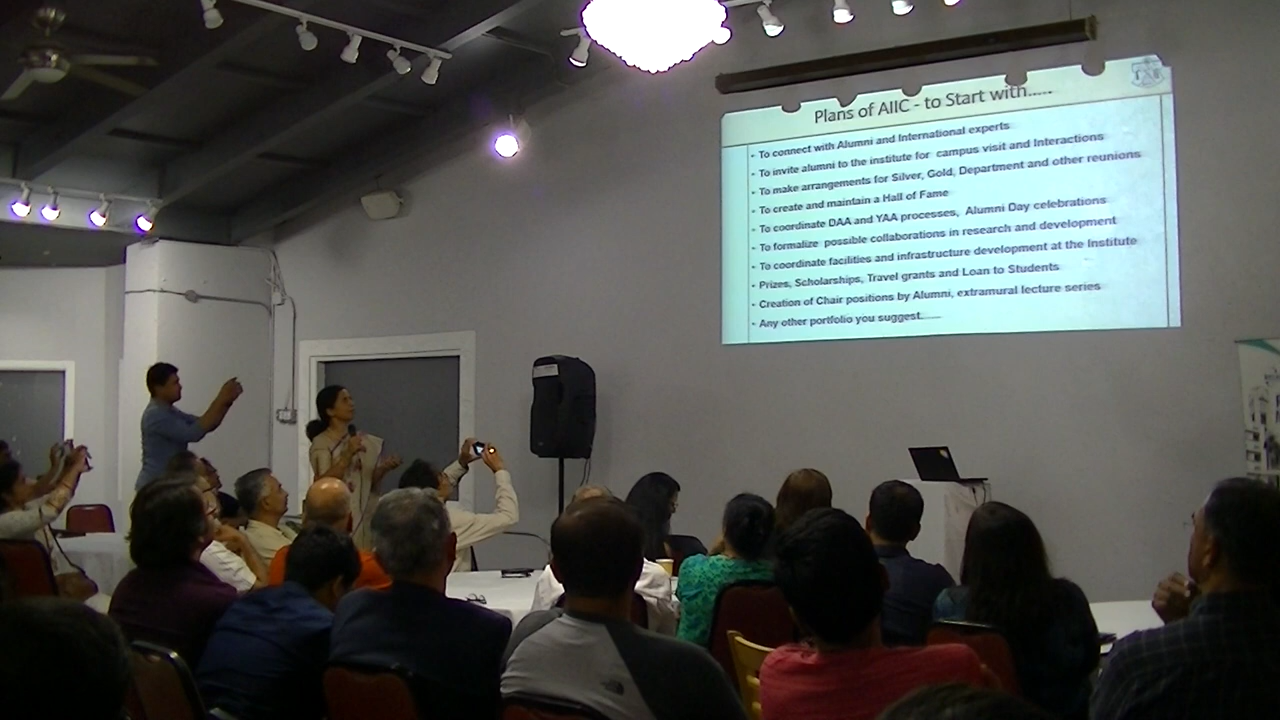 Plans of AIIC - to Start with.....
- To connect with Alumni and International experts
- To invite alumni to the institute for campus visit and Interactions
- To make arrangements for Silver, Gold, Department and other reunions
- To create and maintain a Hall of Fame
- To coordinate DAA and YAA processes, Alumni Day celebrations
- To formalize possible collaborations in research and development
- To coordinate facilities and infrastructure development at the Institute
- Prizes, Scholarships, Travel grants and Loan to Students
- Creation of Chair positions by Alumni, extramural lecture series
- Any other portfolio you suggest......